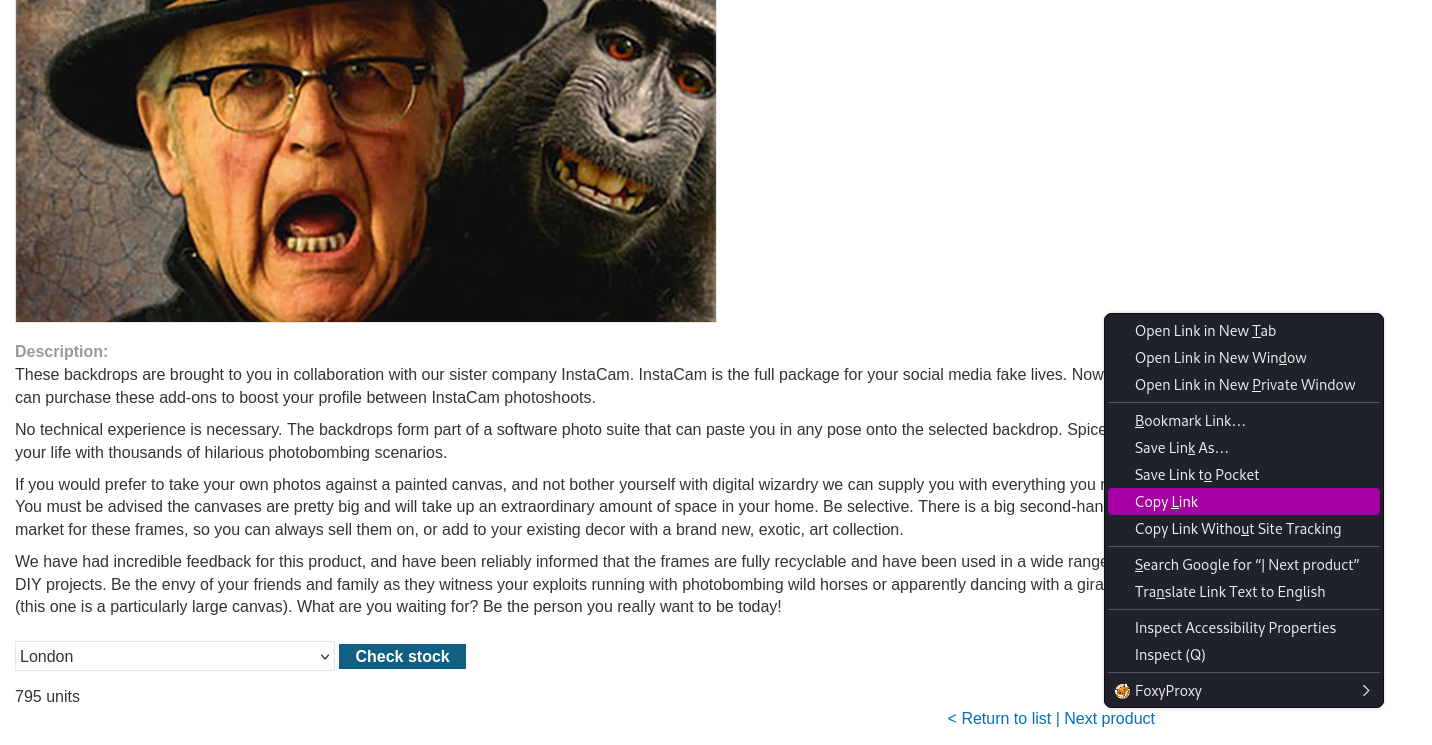 Description:
These backdrops are brought to you in collaboration with our sister company InstaCam. InstaCam is the full package for your social media fake lives. Now
can purchase these add-ons to boost your profile between InstaCam photoshoots.
No technical experience is necessary. The backdrops form part of a software photo suite that can paste you in any pose onto the selected backdrop. Spice
your life with thousands of hilarious photobombing scenarios.
If you would prefer to take your own photos against a painted canvas, and not bother yourself with digital wizardry we can supply you with everything you
You must be advised the canvases are pretty big and will take up an extraordinary amount of space in your home. Be selective. There is a big second-han
market for these frames, so you can always sell them on, or add to your existing decor with a brand new, exotic, art collection.
We have had incredible feedback for this product, and have been reliably informed that the frames are fully recyclable and have been used in a wide range
DIY projects. Be the envy of your friends and family as they witness your exploits running with photobombing wild horses or apparently dancing with a gira
(this one is a particularly large canvas). What are you waiting for? Be the person you really want to be today!
London
Check stock
795 units
< Return to list | Next product
Open Link in New Tab
Open Link in New Window
Open Link in New Private Window
Bookmark Link…
Save Link As…
Save Link to Pocket
Copy Link
Copy Link Without Site Tracking
Search Google for “| Next product”
Translate Link Text to English
Inspect Accessibility Properties
Inspect (Q)
FoxyProxy